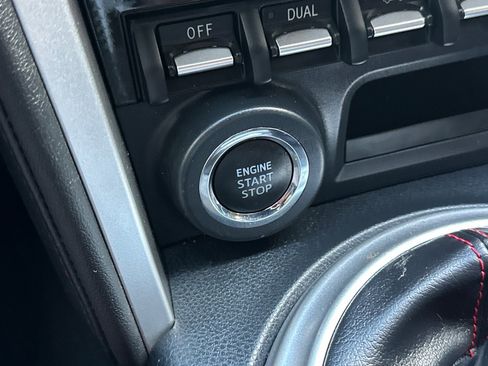 OFF
DUAL
ENGINE
START
STOP